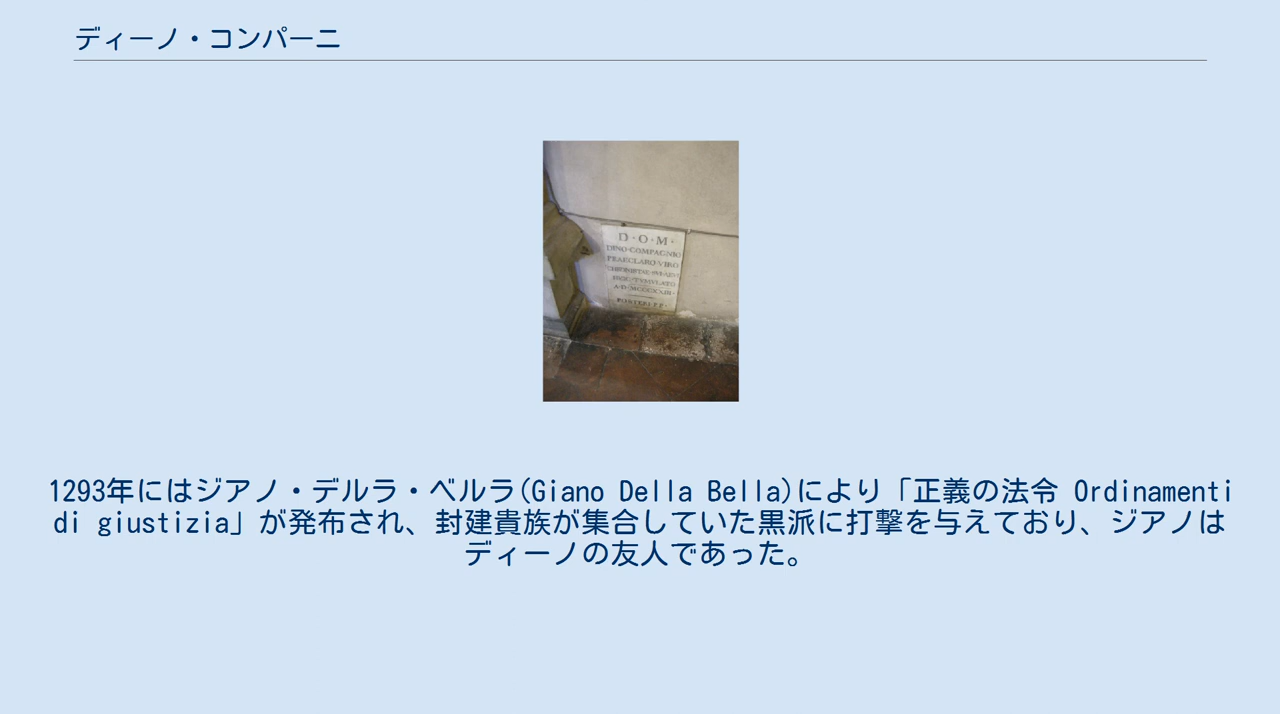 ディーノ・コンパーニ
D·O·M·
DINO·COMPAGNIO
PRAECLARO VIRO
A·D·MCCCXXIII·
1293年にはジアノ・デルラ・ベルラ(Giano Della Bella)により「正義の法令 Ordinamenti
di giustizia」が発布され、封建貴族が集合していた黒派に打撃を与えており、ジアノは
ディーノの友人であった。